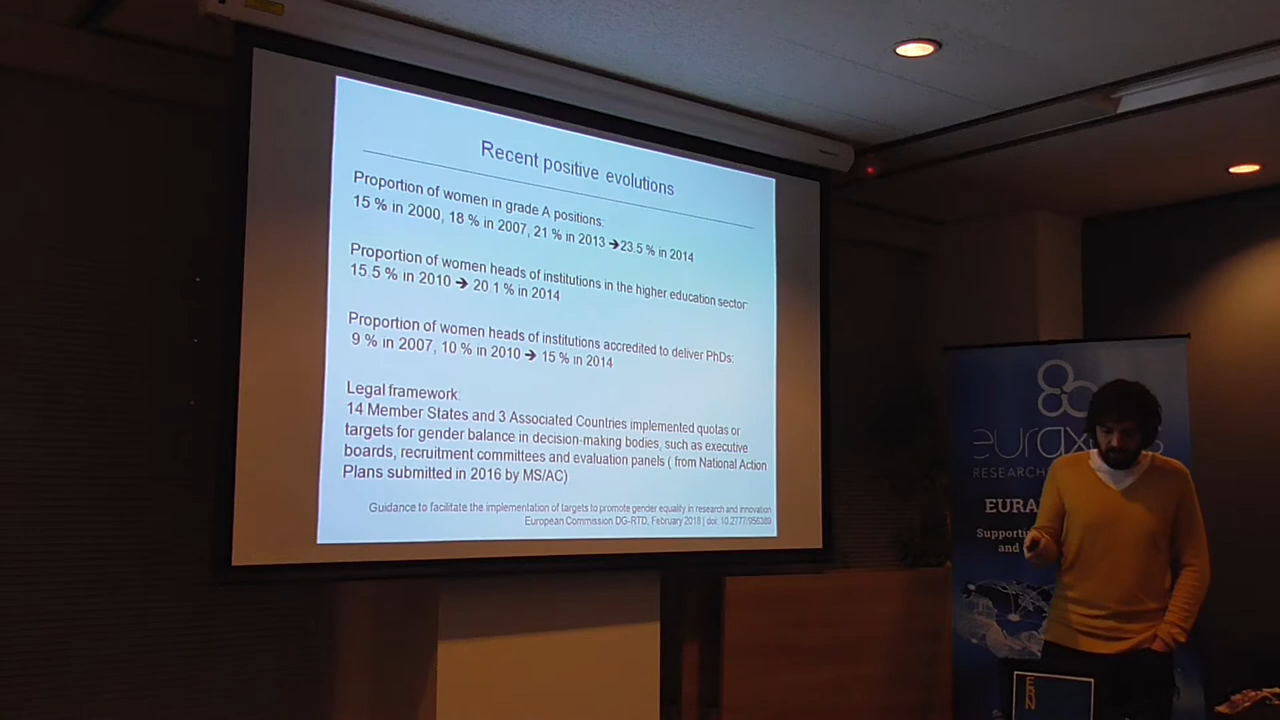 Recent positive evolutions
Proportion of women in grade A positions:
15 % in 2000, 18 % in 2007, 21 % in 2013 ➔23.5 % in 2014
Proportion of women heads of institutions in the higher education sector:
15.5 % in 2010 ➔ 20.1 % in 2014
Proportion of women heads of institutions accredited to deliver PhDs:
9 % in 2007, 10 % in 2010 ➔ 15 % in 2014
Legal framework:
14 Member States and 3 Associated Countries implemented quotas or
targets for gender balance in decision-making bodies, such as executive
boards, recruitment committees and evaluation panels ( from National Action
Plans submitted in 2016 by MS/AC)
Guidance to facilitate the implementation of targets to promote gender equality in research and innovation
European Commission DG-RTD, February 2018 | doi: 10.2777/956389
RESEARCH
EURA
and